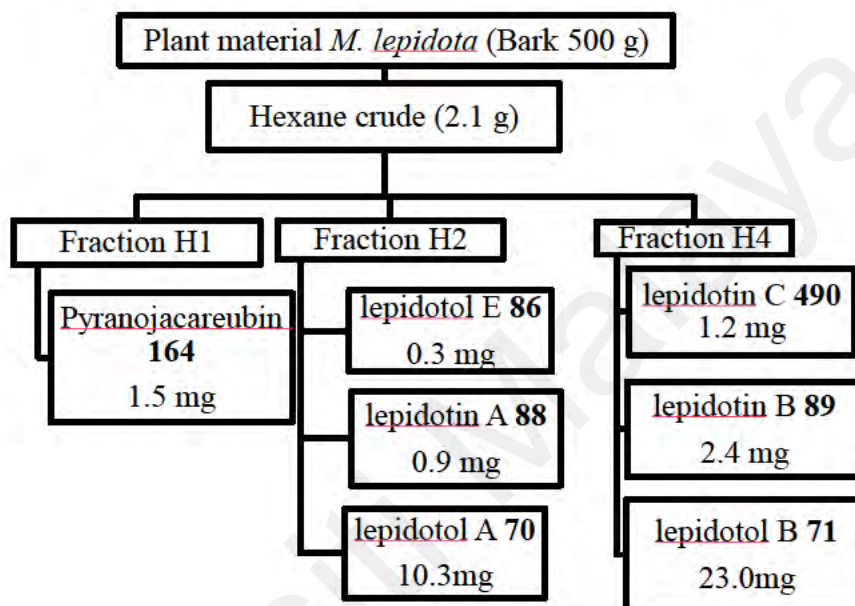 Plant material M. lepidota (Bark 500 g)
Hexane crude (2.1 g)
Fraction H1
Pyranojacareubin
164
1.5 mg
Fraction H2
lepidotol E 86
0.3 mg
lepidotin A 88
0.9 mg
lepidotol A 70
10.3mg
Fraction H4
lepidotin C 490
1.2 mg
lepidotin B 89
2.4 mg
lepidotol B 71
23.0mg
Malaya